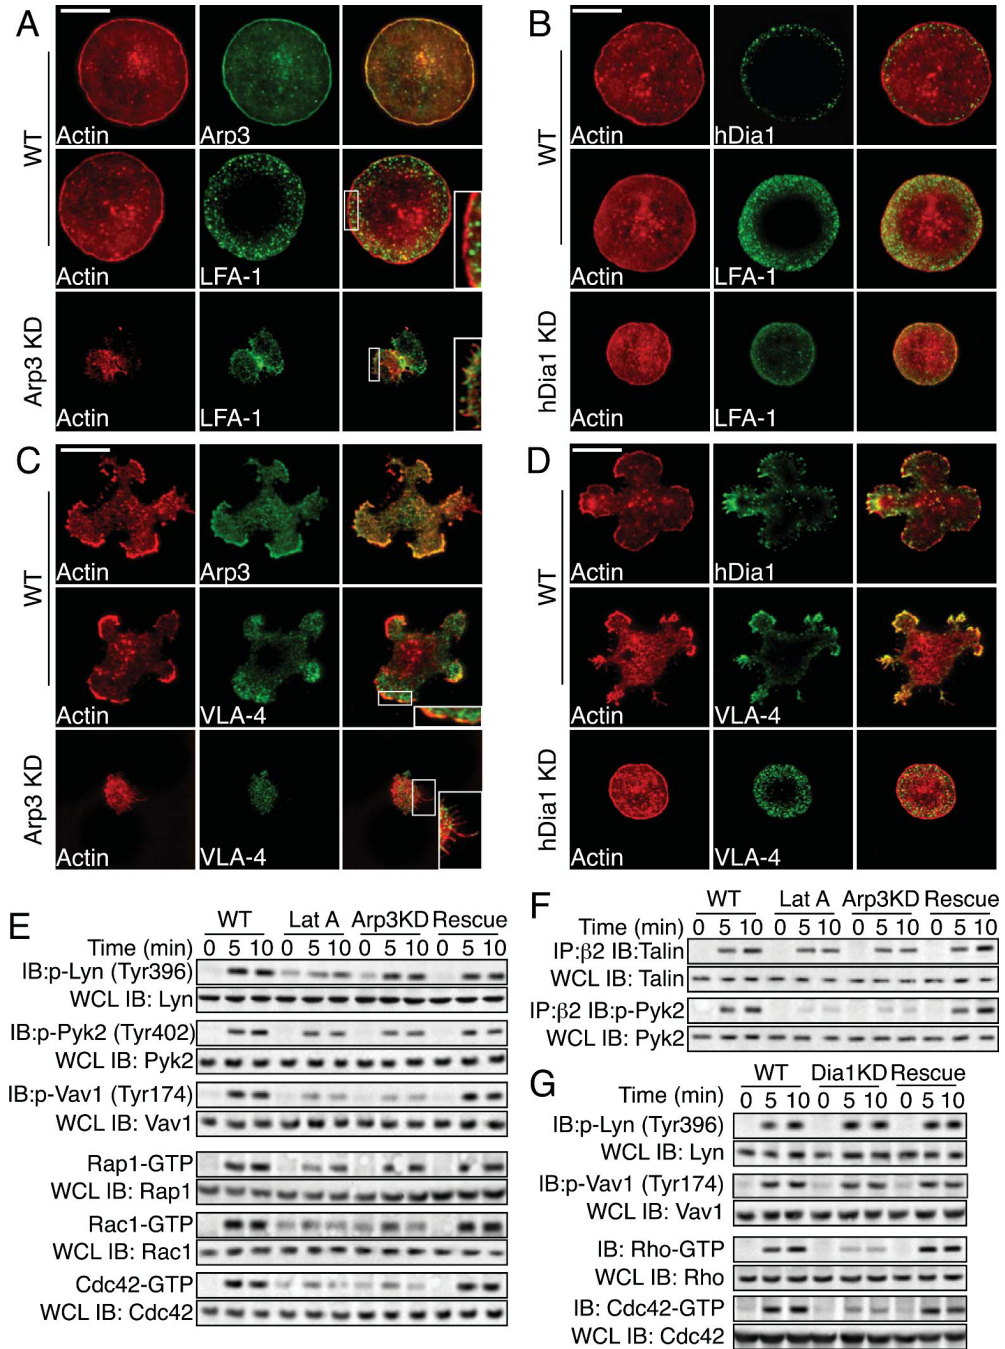 A
WT
Actin
Arp3
Actin
LFA-1
Arp3 KD
Actin
LFA-1
B
WT
Actin
hDia1
Actin
LFA-1
hDia1 KD
Actin
LFA-1
C
WT
Actin
Arp3
Actin
VLA-4
Arp3 KD
Actin
VLA-4
D
WT
Actin
hDia1
Actin
VLA-4
hDia1 KD
Actin
VLA-4
E
WT Lat A Arp3KD Rescue
Time (min) 0 5 10 0 5 10 0 5 10 0 5 10
IB:p-Lyn (Tyr396)
WCL IB: Lyn
IB:p-Pyk2 (Tyr402)
WCL IB: Pyk2
IB:p-Vav1 (Tyr174)
WCL IB: Vav1
Rap1-GTP
WCL IB: Rap1
Rac1-GTP
WCL IB: Rac1
Cdc42-GTP
WCL IB: Cdc42
F
WT Lat A Arp3KD Rescue
Time (min) 0 5 10 0 5 10 0 5 10 0 5 10
IP:β2 IB:Talin
WCL IB: Talin
IP:β2 IB:p-Pyk2
WCL IB: Pyk2
G
WT Dia1KD Rescue
Time (min) 0 5 10 0 5 10 0 5 10
IB:p-Lyn (Tyr396)
WCL IB: Lyn
IB:p-Vav1 (Tyr174)
WCL IB: Vav1
IB: Rho-GTP
WCL IB: Rho
IB: Cdc42-GTP
WCL IB: Cdc42